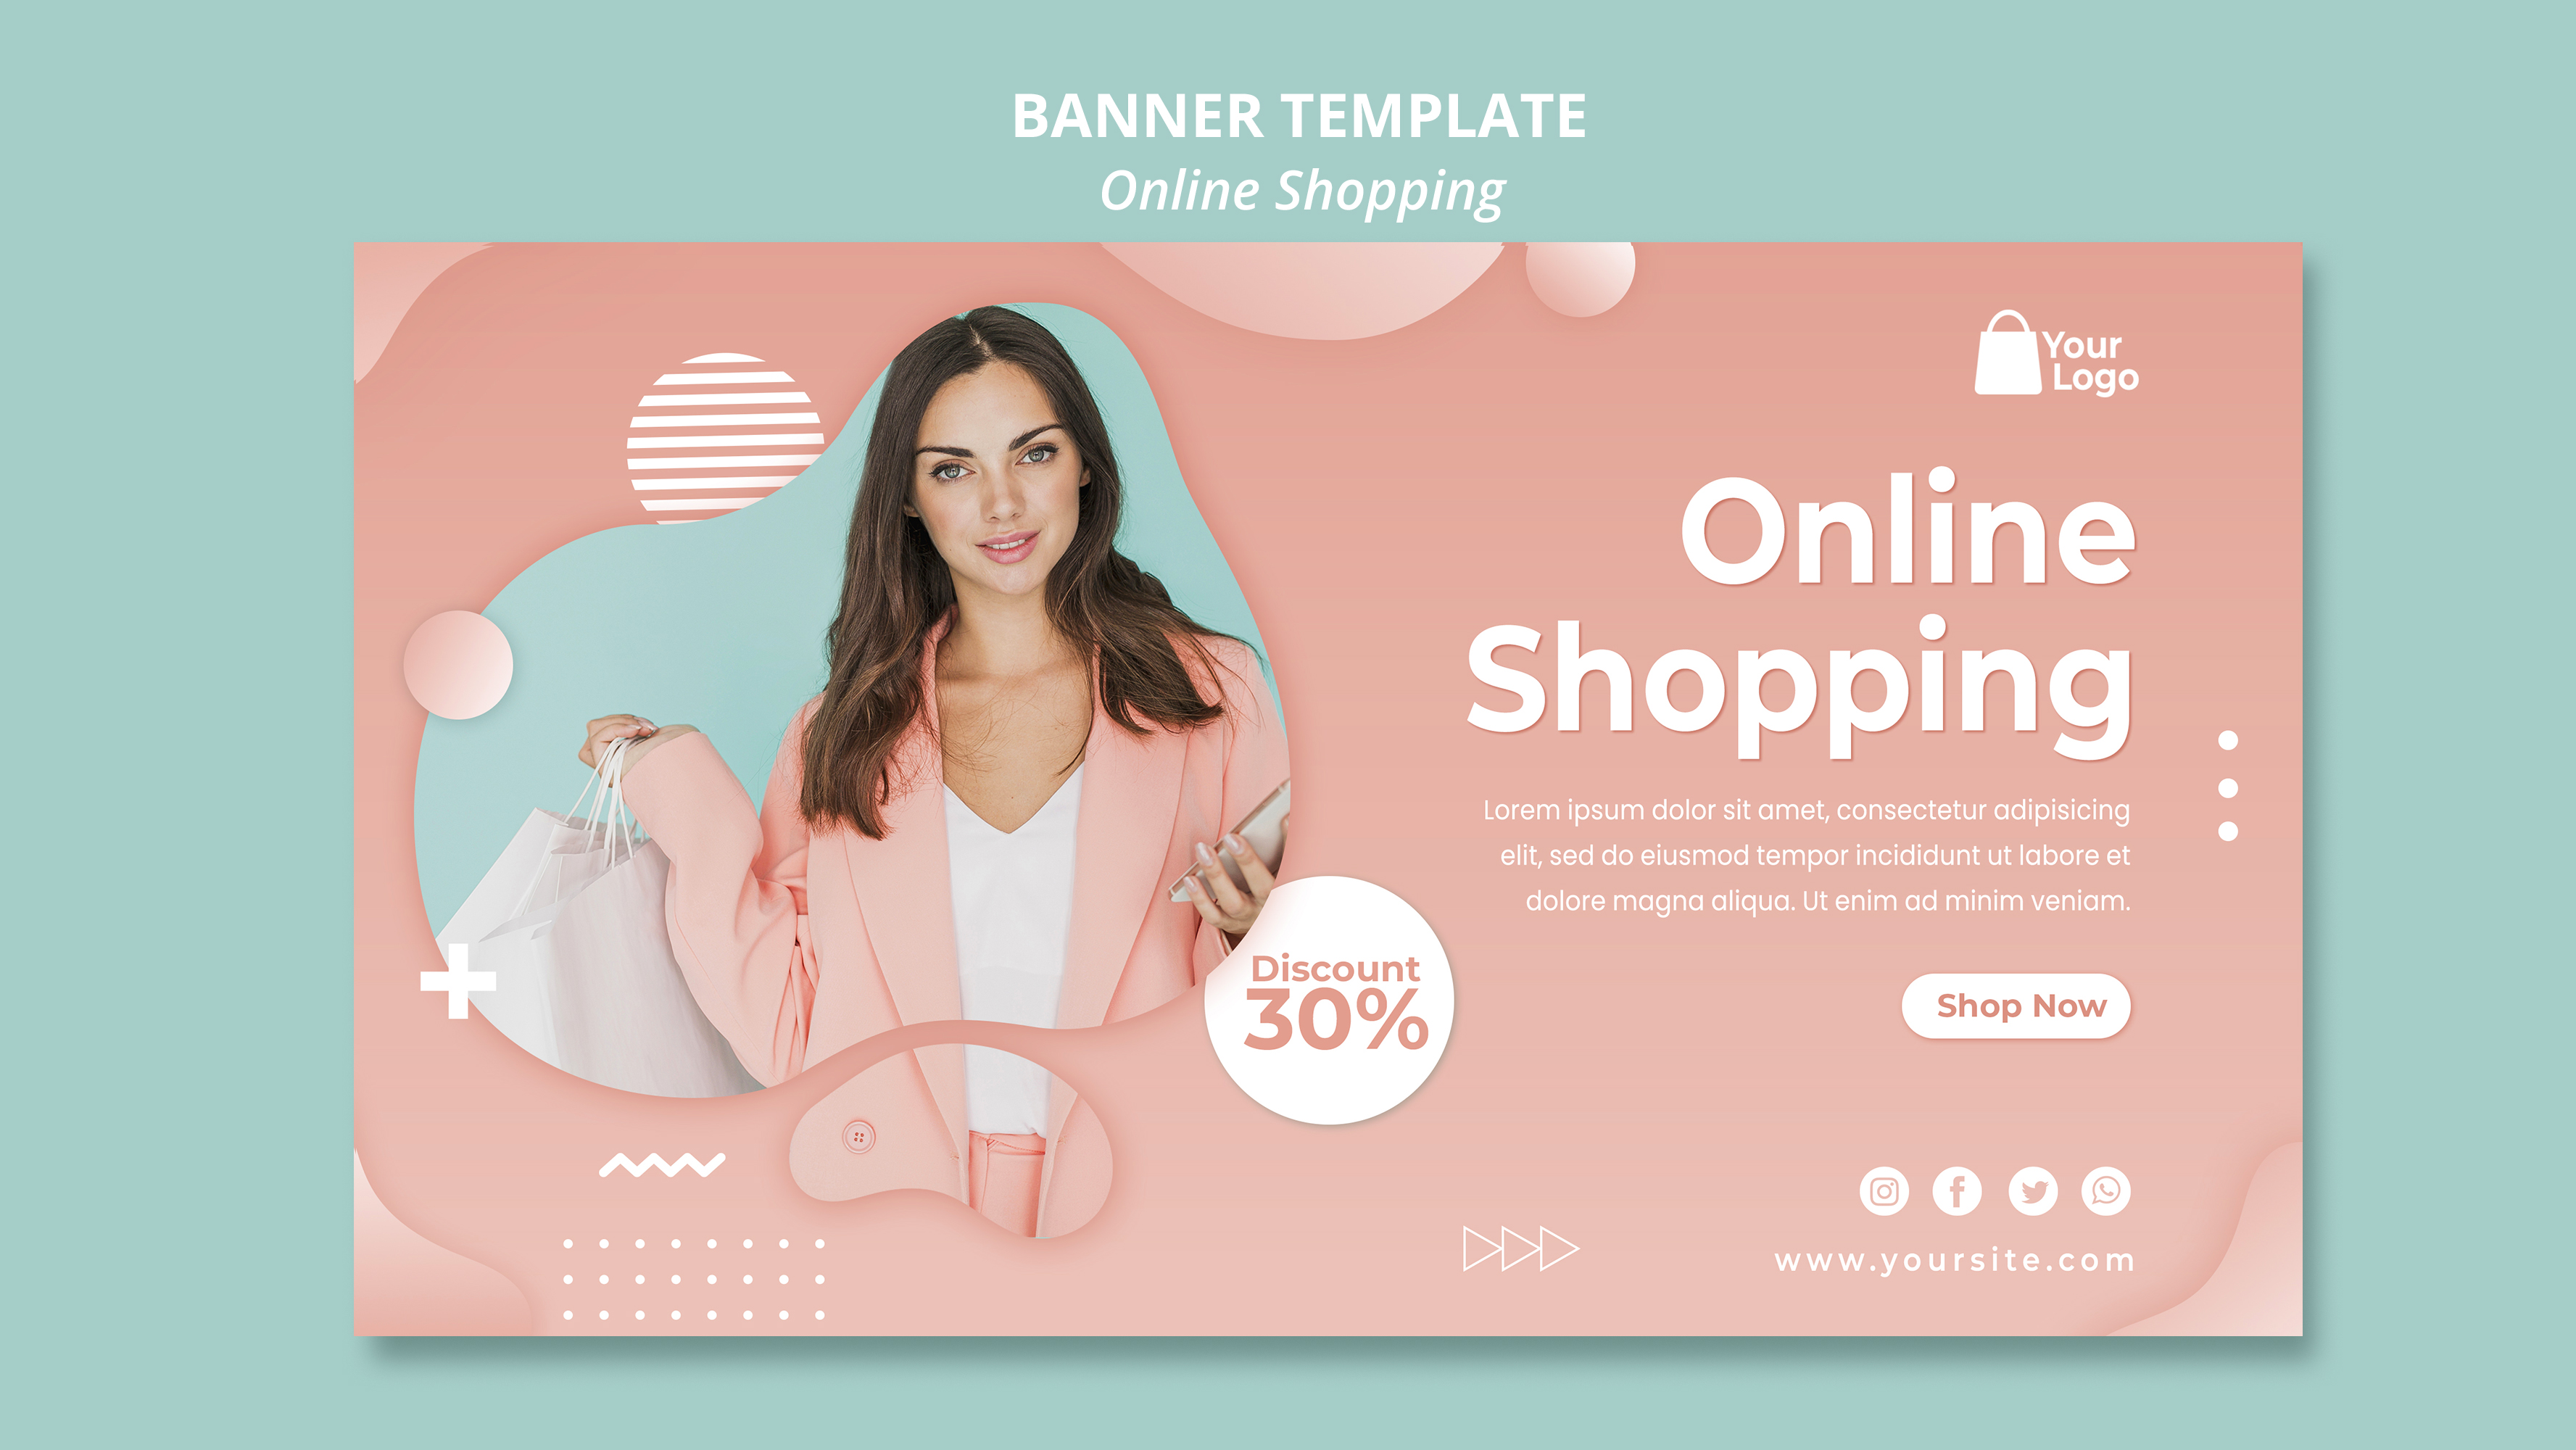 BANNER TEMPLATE
Online Shopping
Your
Logo
Online
Shopping
Lorem ipsum dolor sit amet, consectetur adipisicing
elit, sed do eiusmod tempor incididunt ut labore et
dolore magna aliqua. Ut enim ad minim veniam.
Discount
30%
Shop Now
www.yoursite.com